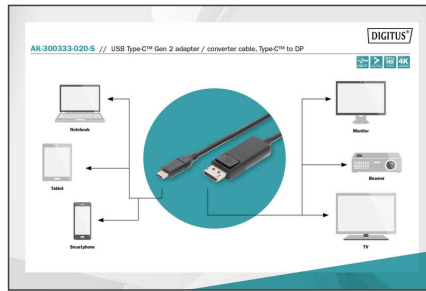 DIGITUS®
AK-300333-020-S // USB Type-C™ Gen 2 adapter / converter cable, Type-C™ to DP
HD
4K
Notebook
Tablet
Smartphone
Monitor
Beamer
TV